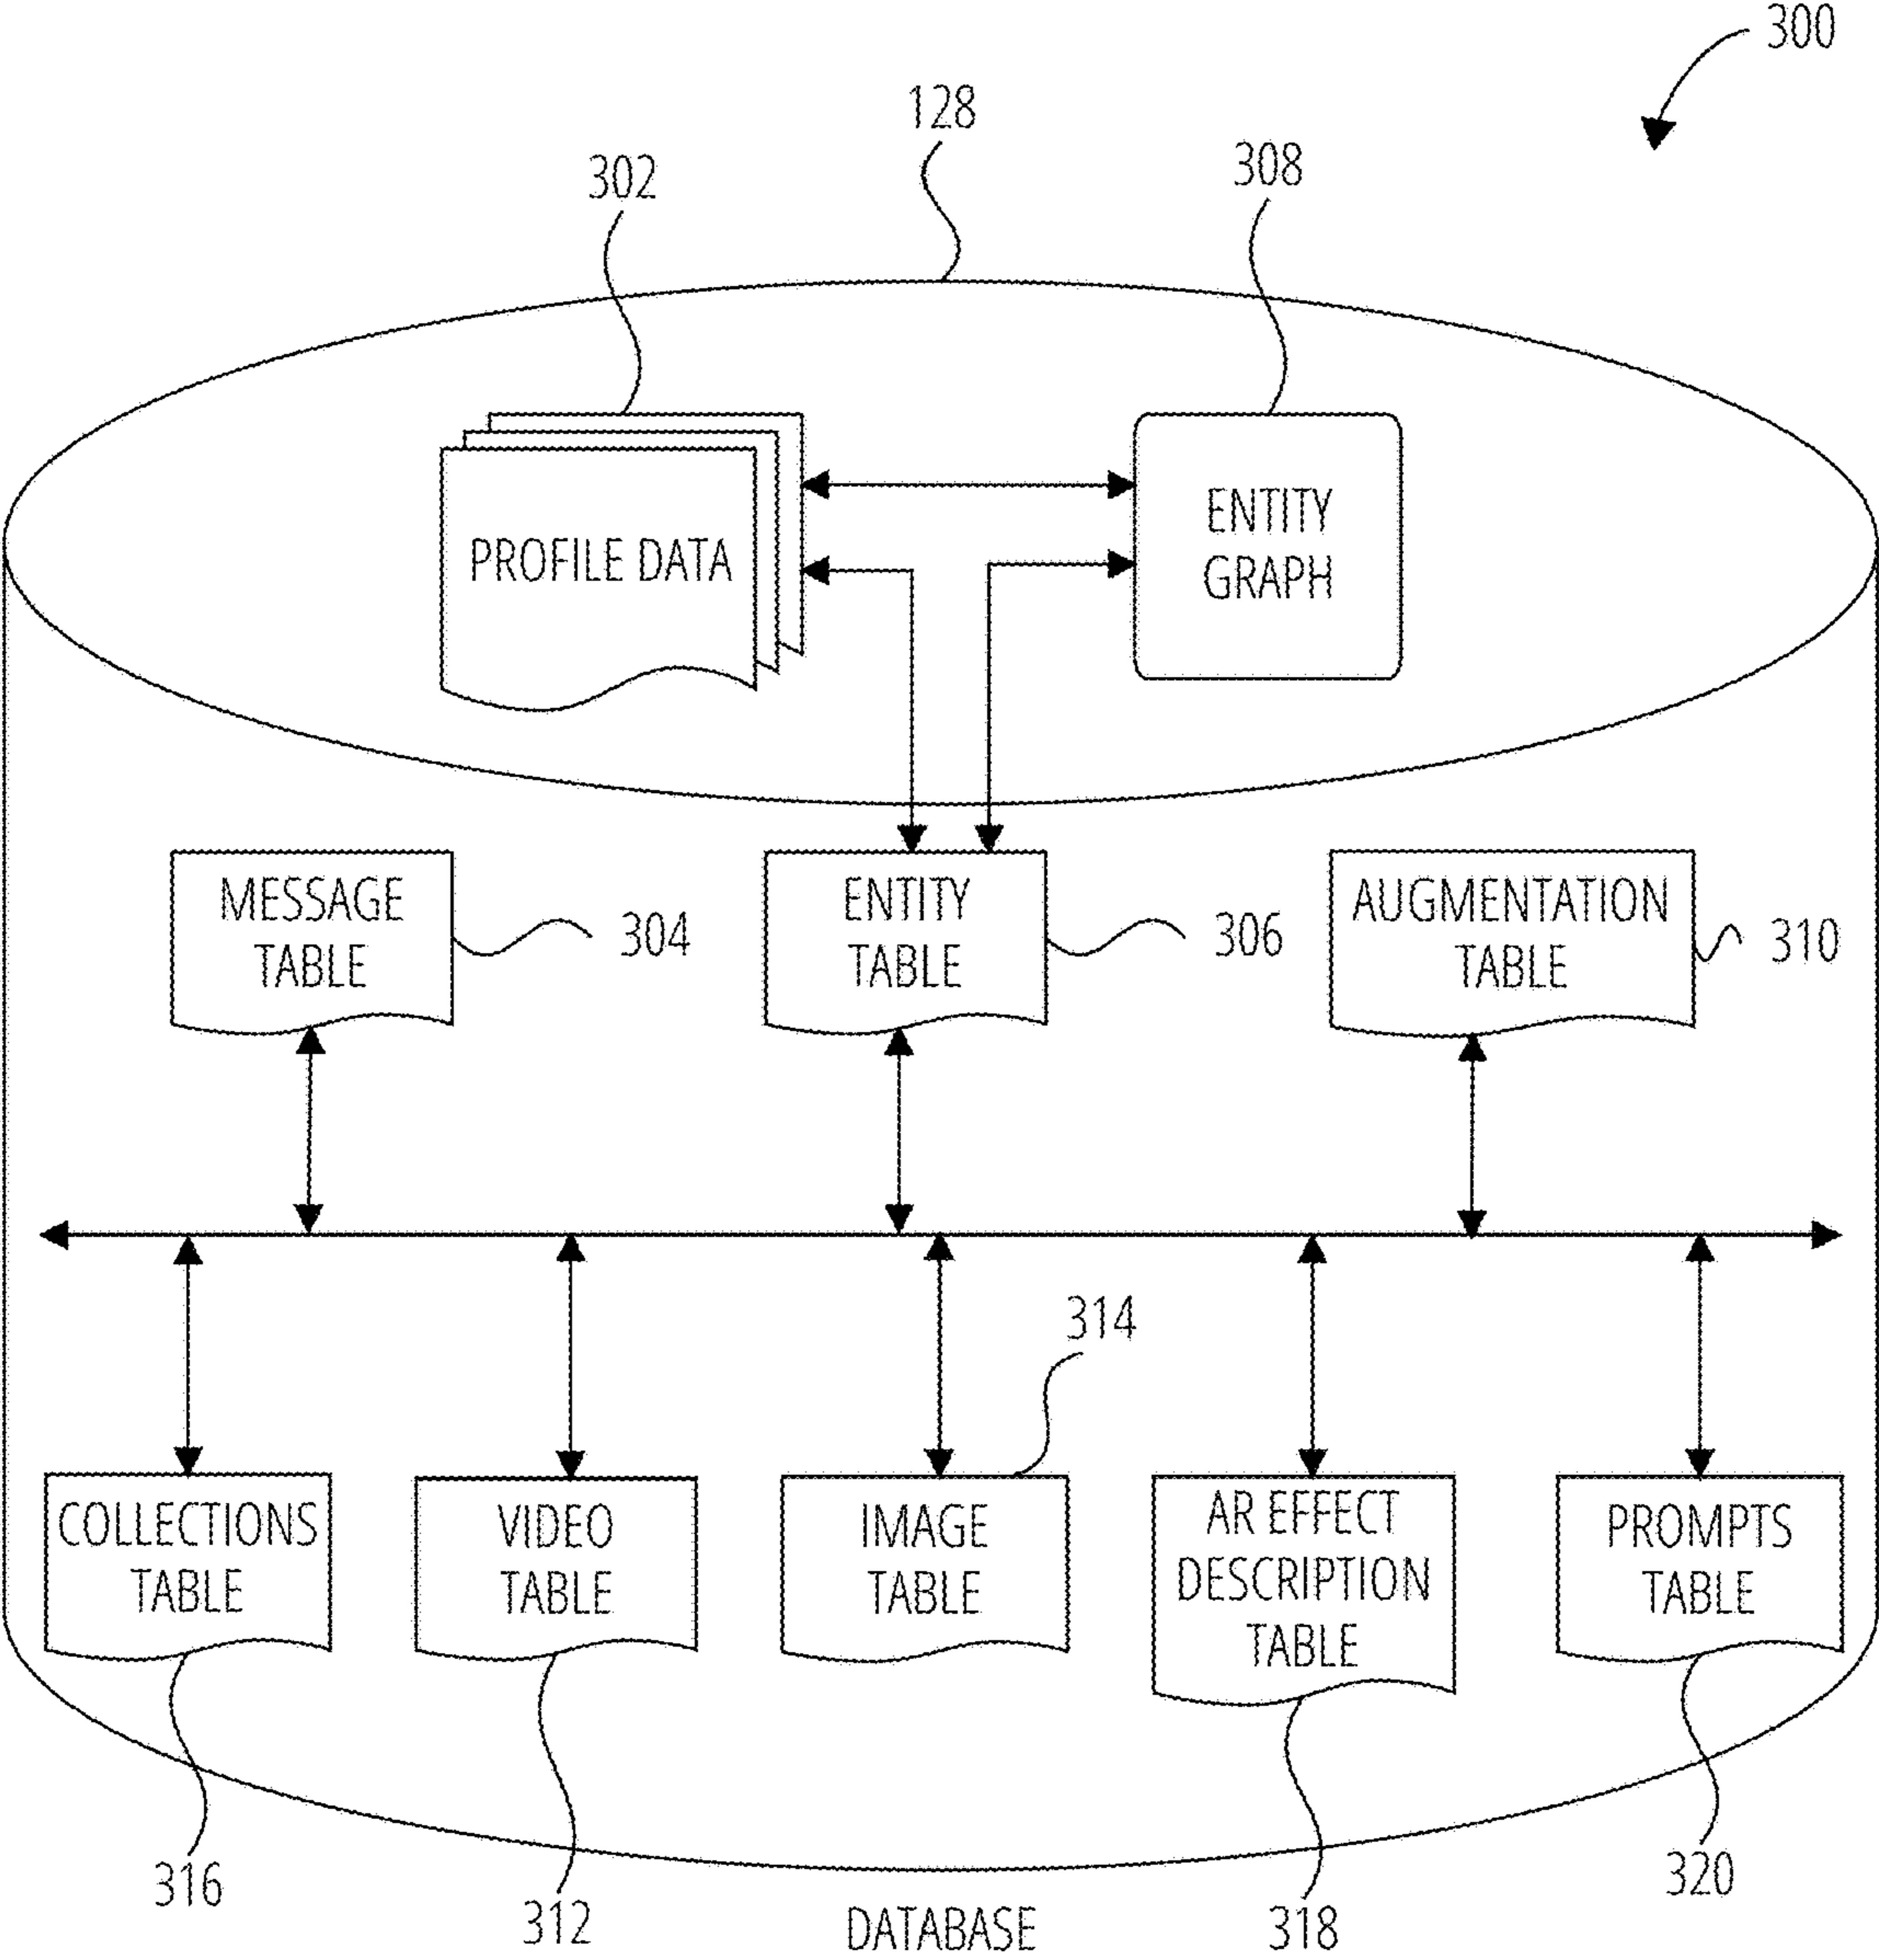 300
128
302
308
PROFILE DATA
ENTITY
GRAPH
MESSAGE
TABLE
304
ENTITY
TABLE
306
AUGMENTATION
TABLE
310
314
COLLECTIONS
TABLE
VIDEO
TABLE
IMAGE
TABLE
AR EFFECT
DESCRIPTION
TABLE
PROMPTS
TABLE
316
312
318
320
DATABASE